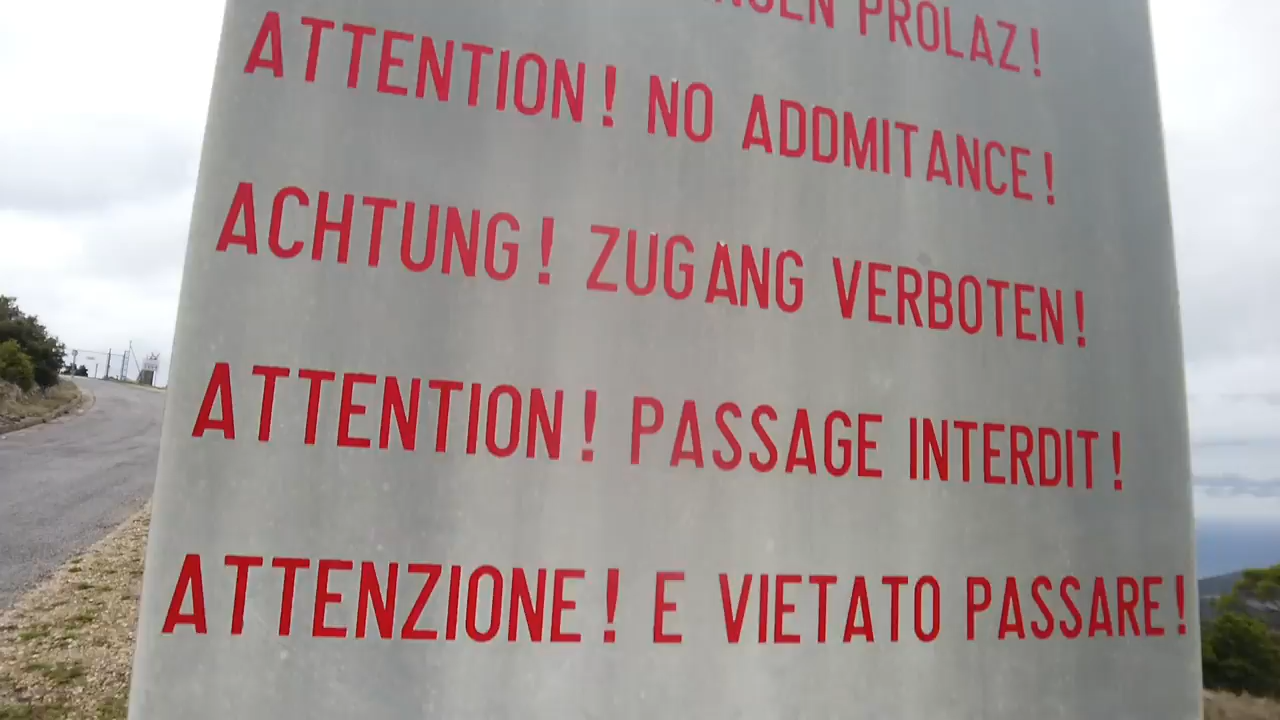 PROLAZ!
ATTENTION! NO ADDMITANCE!
ACHTUNG! ZUGANG VERBOTEN!
ATTENTION! PASSAGE INTERDIT!
ATTENZIONE! E VIETATO PASSARE!